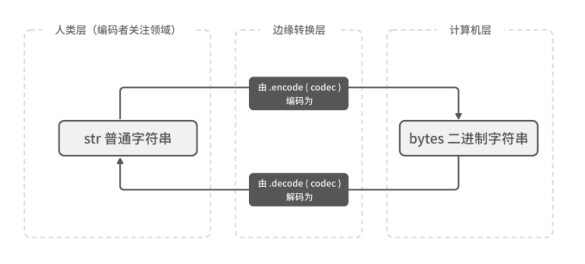 人类层（编码者关注领域）
边缘转换层
计算机层
由 .encode ( codec )
编码为
str 普通字符串
bytes 二进制字符串
由 .decode ( codec )
解码为